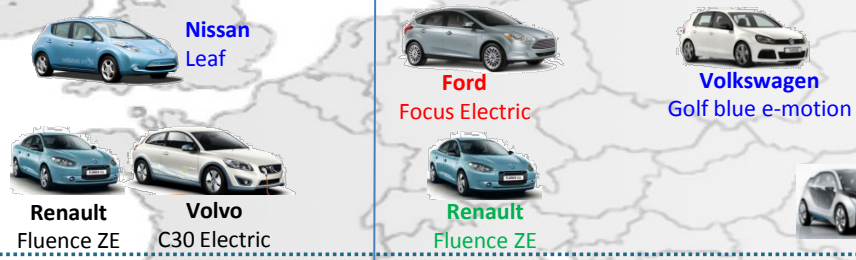 Nissan
Leaf
Ford
Focus Electric
Volkswagen
Golf blue e-motion
Renault
Fluence ZE
Volvo
C30 Electric
Renault
Fluence ZE